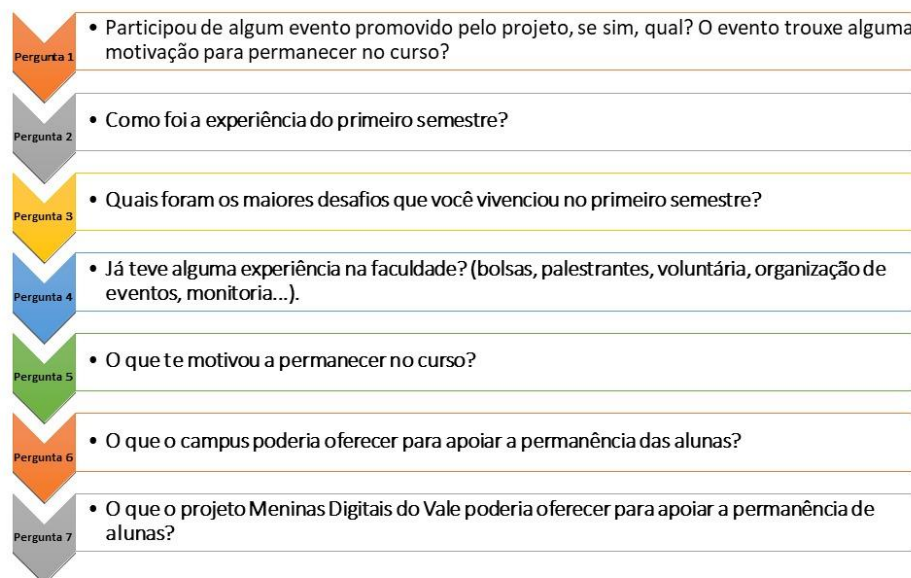 Pergunta 1
• Participou de algum evento promovido pelo projeto, se sim, qual? O evento trouxe alguma
motivação para permanecer no curso?
Pergunta 2
• Como foi a experiência do primeiro semestre?
Pergunta 3
• Quais foram os maiores desafios que você vivenciou no primeiro semestre?
Pergunta 4
• Já teve alguma experiência na faculdade? (bolsas, palestrantes, voluntária, organização de
eventos, monitoria...).
Pergunta 5
• O que te motivou a permanecer no curso?
Pergunta 6
• O que o campus poderia oferecer para apoiar a permanência das alunas?
Pergunta 7
• O que o projeto Meninas Digitais do Vale poderia oferecer para apoiar a permanência de
alunas?